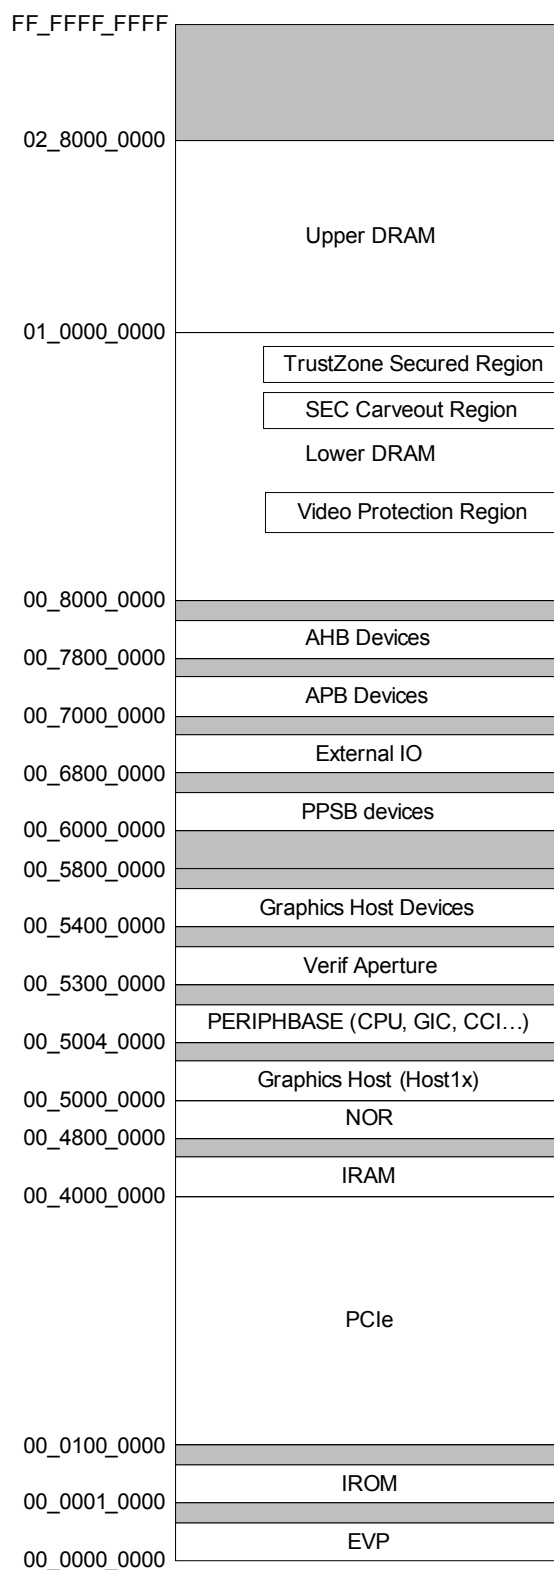 FF_FFFF_FFFF
02_8000_0000
Upper DRAM
01_0000_0000
TrustZone Secured Region
SEC Carveout Region
Lower DRAM
Video Protection Region
00_8000_0000
AHB Devices
00_7800_0000
APB Devices
00_7000_0000
External IO
00_6800_0000
PPSB devices
00_6000_0000
00_5800_0000
Graphics Host Devices
00_5400_0000
Verif Aperture
00_5300_0000
PERIPHBASE (CPU, GIC, CCI…)
00_5004_0000
Graphics Host (Host1x)
00_5000_0000
NOR
00_4800_0000
IRAM
00_4000_0000
PCIe
00_0100_0000
IROM
00_0001_0000
EVP
00_0000_0000